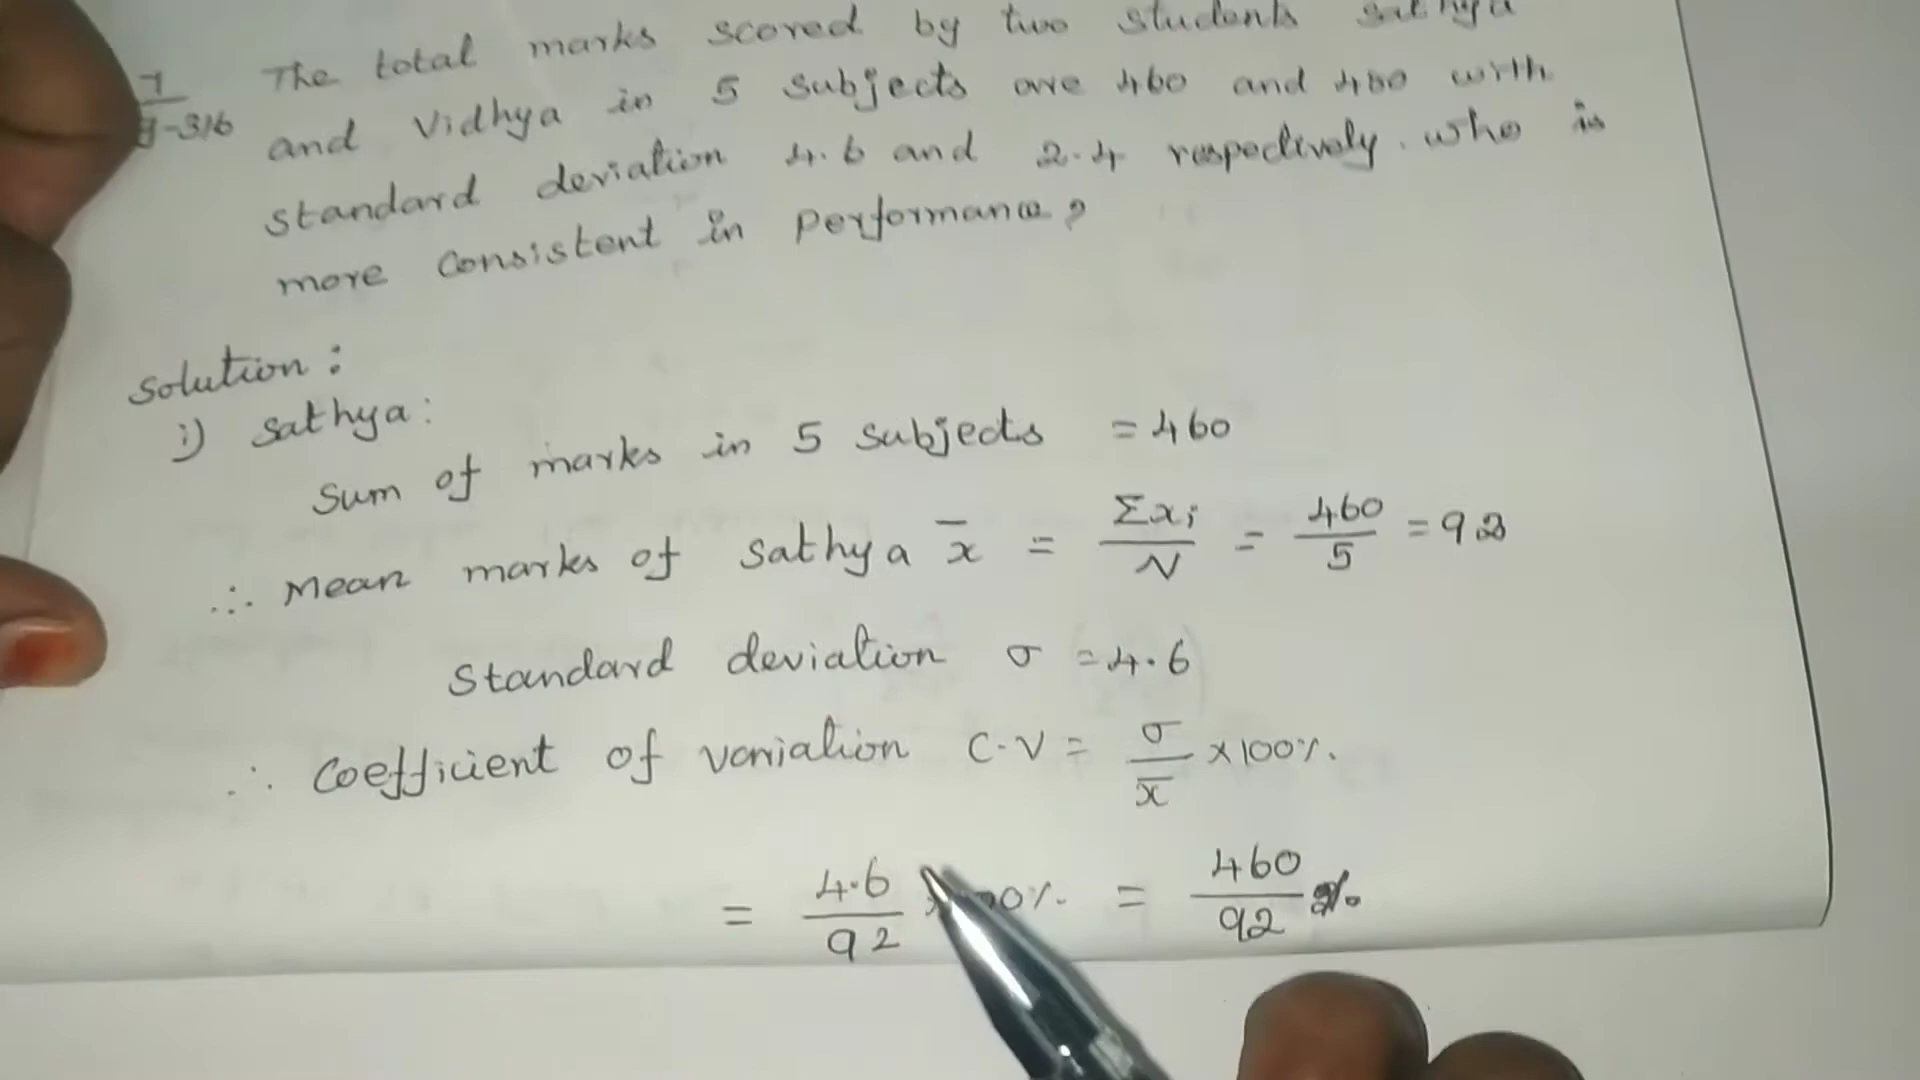 7
The total marks scored by two students sathya
and Vidhya in 5 subjects are 460 and 480 with
standard deviation 4.6 and 2.4 respectively. who is
more consistent in performance?
Solution:
i) sathya:
Sum of marks in 5 subjects = 460
∴ Mean marks of sathya x̄ = Σxi/N = 460/5 = 92
Standard deviation σ = 4.6
∴ Coefficient of variation C.V = σ/x̄ ×100%.
= 4.6/92 00% = 460/92 %